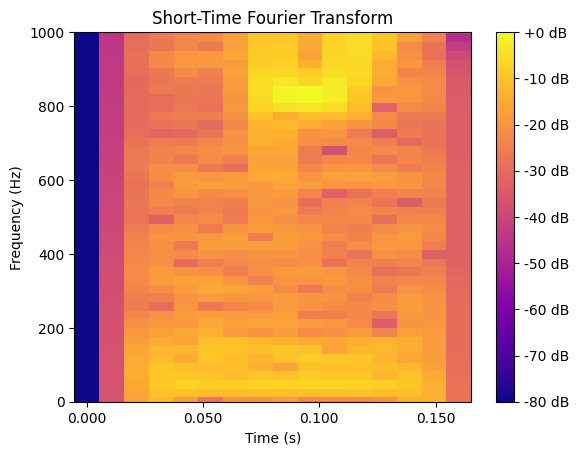 Short-Time Fourier Transform
Frequency (Hz)
1000
800
600
400
200
0
0.000
0.050
0.100
0.150
Time (s)
+0 dB
-10 dB
-20 dB
-30 dB
-40 dB
-50 dB
-60 dB
-70 dB
-80 dB